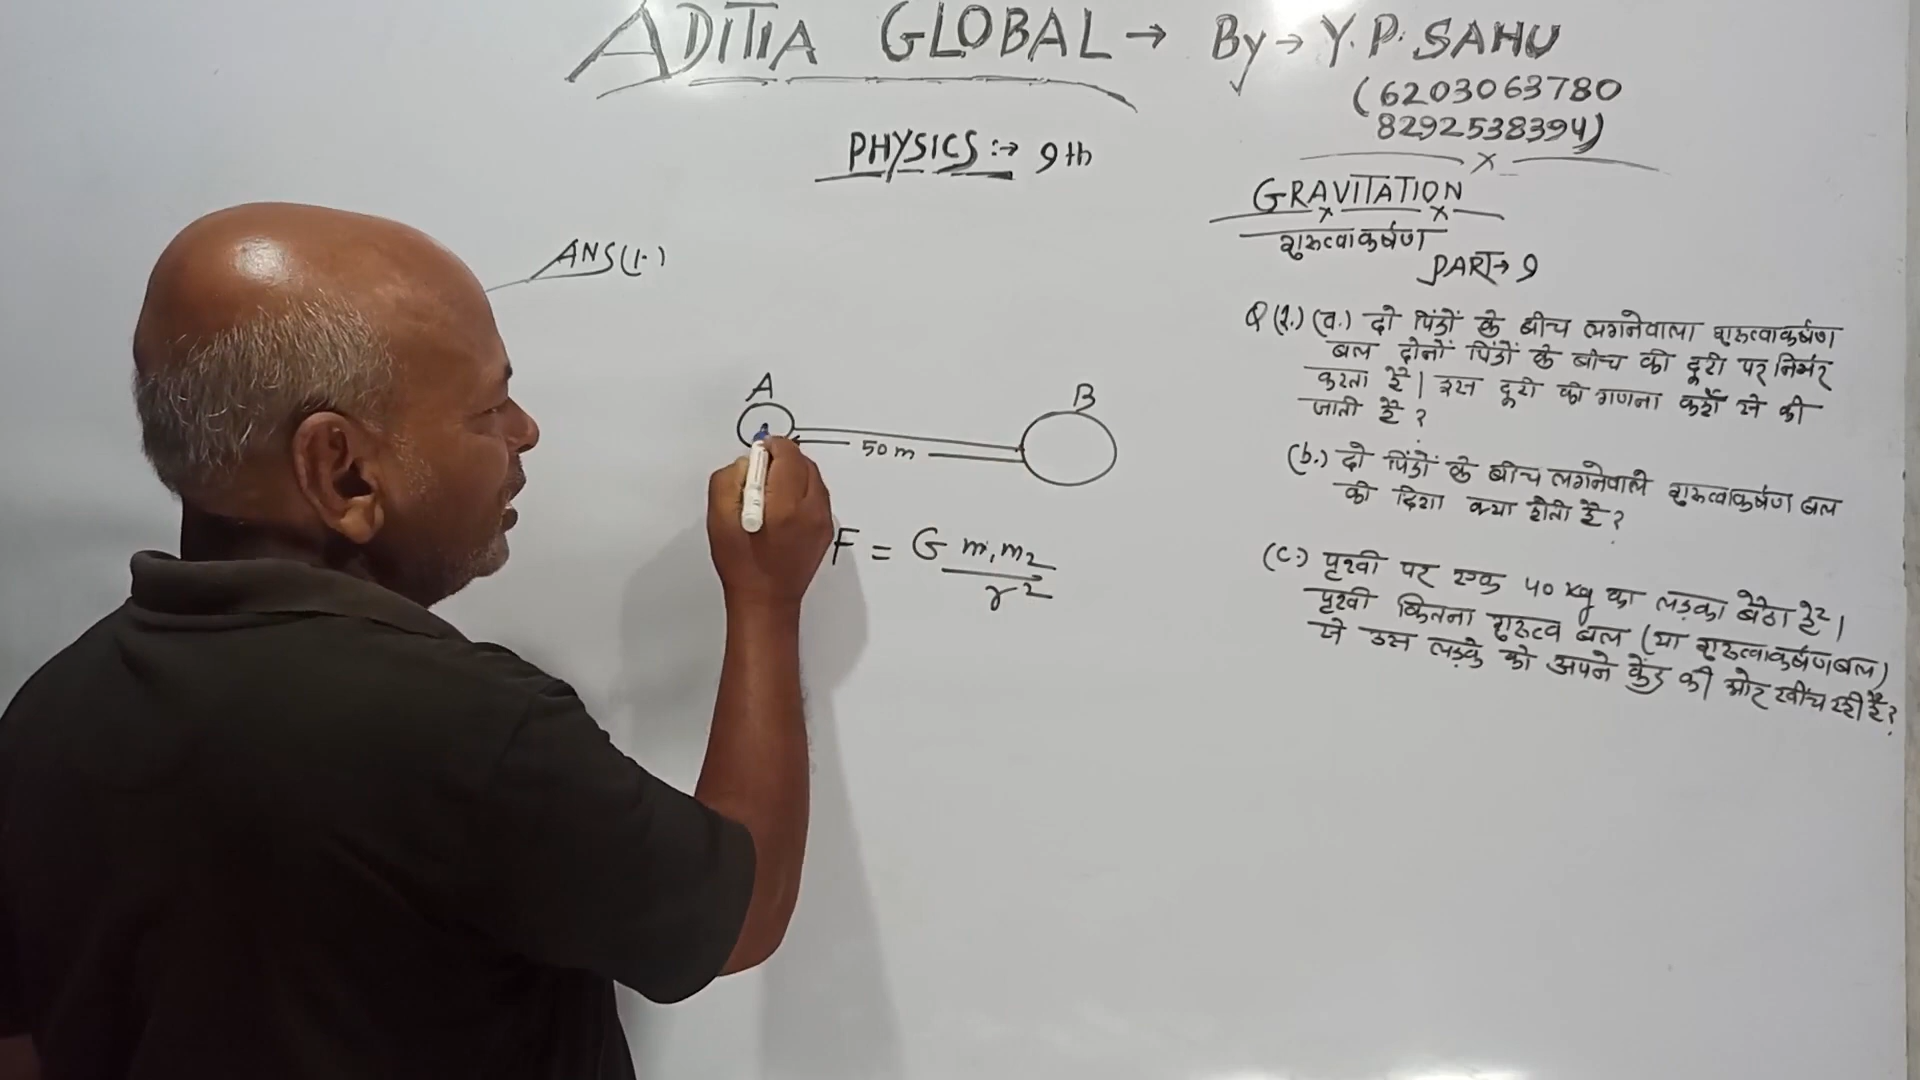 ADITIA GLOBAL → By → Y. P. SAHU
(6203063780
8292538394)
PHYSICS :→ 9th
GRAVITATION
गुरुत्वाकर्षण
PART → 9
ANS(1.)
A
B
50 m
F = G m₁m₂
r²
Q (1.) (a.) दो पिंडों के बीच लगनेवाला गुरुत्वाकर्षण
बल दोनों पिंडों के बीच की दूरी पर निर्भर
करता है। इस दूरी की गणना कहाँ से की
जाती है ?
(b.) दो पिंडों के बीच लगनेवाले गुरुत्वाकर्षण बल
की दिशा क्या होती है ?
(c.) पृथ्वी पर एक 40 kg का लड़का बैठा है।
पृथ्वी कितना गुरुत्व बल (या गुरुत्वाकर्षणबल)
से उस लड़के को अपने केंद्र की ओर खींच रही है ?